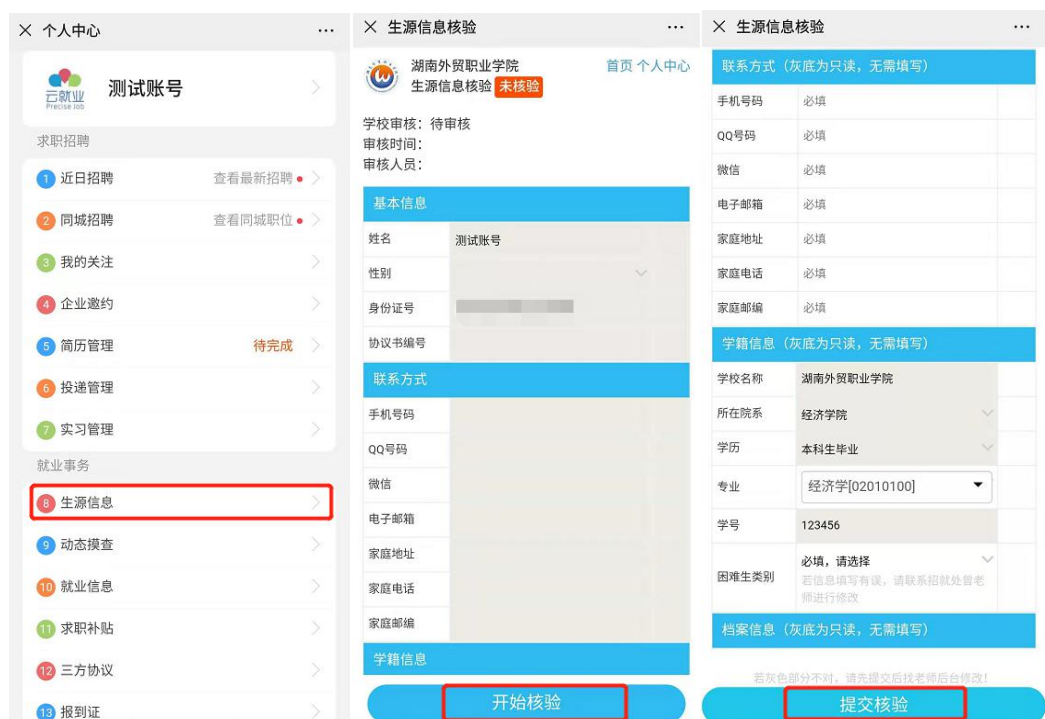 个人中心
...
云就业
Precise Job
测试账号
求职招聘
1 近日招聘 查看最新招聘
2 同城招聘 查看同城职位
3 我的关注
4 企业邀约
5 简历管理 待完成
6 投递管理
7 实习管理
就业事务
8 生源信息
9 动态摸查
10 就业信息
11 求职补贴
12 三方协议
13 报到证
生源信息核验
...
湖南外贸职业学院 首页 个人中心
生源信息核验 未核验
学校审核：待审核
审核时间：
审核人员：
基本信息
姓名 测试账号
性别
身份证号
协议书编号
联系方式
手机号码
QQ号码
微信
电子邮箱
家庭地址
家庭电话
家庭邮编
学籍信息
开始核验
生源信息核验
...
联系方式（灰底为只读，无需填写）
手机号码 必填
QQ号码 必填
微信 必填
电子邮箱 必填
家庭地址 必填
家庭电话 必填
家庭邮编 必填
学籍信息（灰底为只读，无需填写）
学校名称 湖南外贸职业学院
所在院系 经济学院
学历 本科生毕业
专业 经济学[02010100]
学号 123456
困难生类别 必填，请选择
若信息填写有误，请联系招就处曾老
师进行修改
档案信息（灰底为只读，无需填写）
若灰色部分不对，请先提交后找老师后台修改！
提交核验